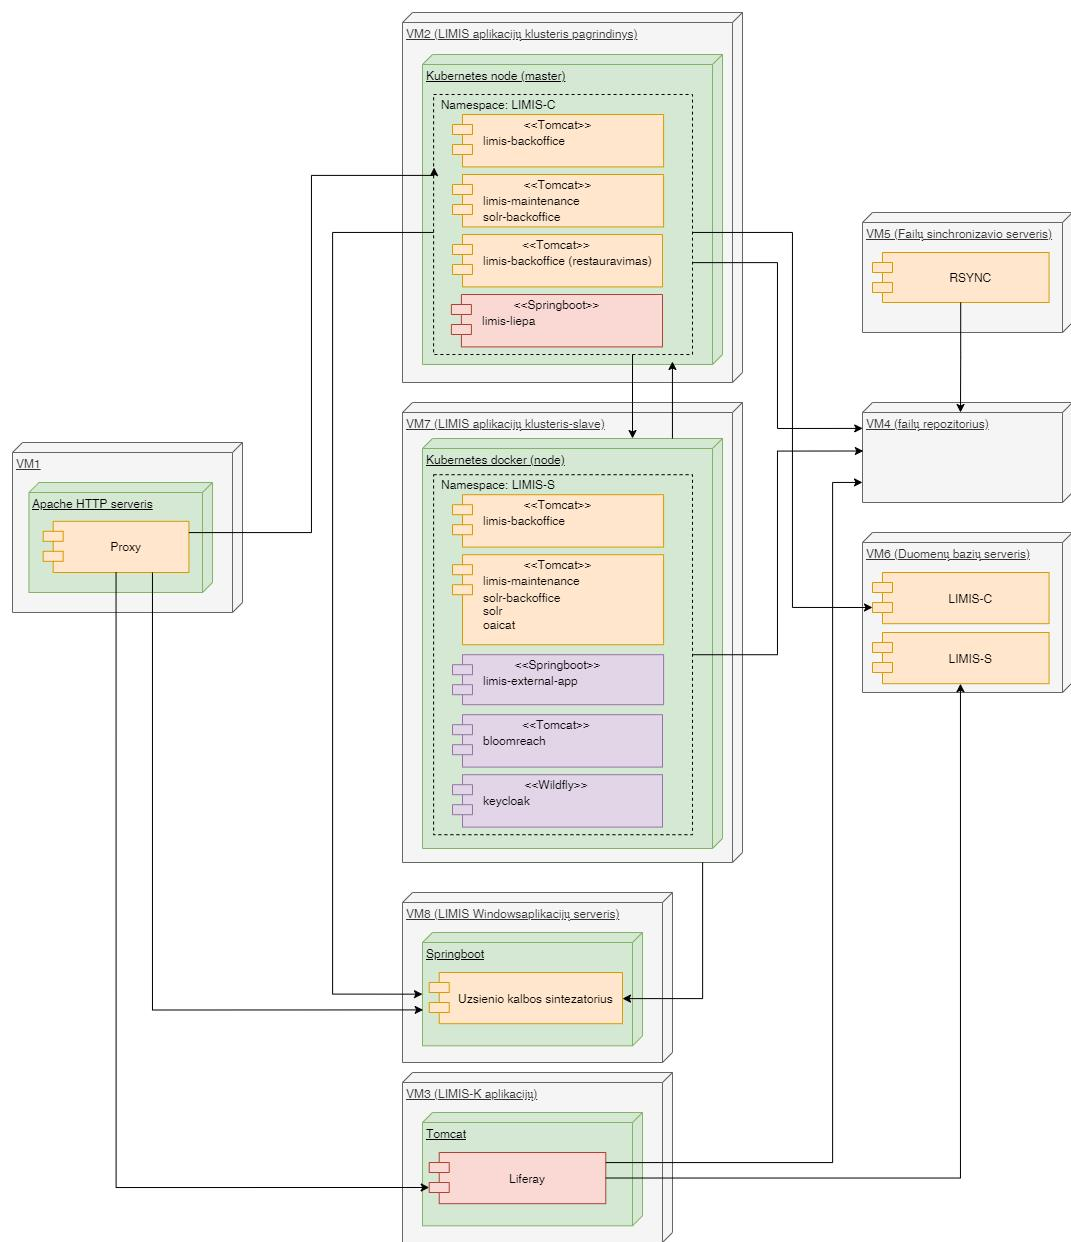 VM2 (LIMIS aplikacijų klusteris pagrindinys)
Kubernetes node (master)
Namespace: LIMIS-C
<<Tomcat>>
limis-backoffice
<<Tomcat>>
limis-maintenance
solr-backoffice
<<Tomcat>>
limis-backoffice (restauravimas)
<<Springboot>>
limis-liepa
VM5 (Failų sinchronizavio serveris)
RSYNC
VM7 (LIMIS aplikacijų klusteris-slave)
Kubernetes docker (node)
Namespace: LIMIS-S
<<Tomcat>>
limis-backoffice
<<Tomcat>>
limis-maintenance
solr-backoffice
solr
oaicat
<<Springboot>>
limis-external-app
<<Tomcat>>
bloomreach
<<Wildfly>>
keycloak
VM4 (failų repozitorius)
VM1
Apache HTTP serveris
Proxy
VM6 (Duomenų bazių serveris)
LIMIS-C
LIMIS-S
VM8 (LIMIS Windowsaplikacijų serveris)
Springboot
Uzsienio kalbos sintezatorius
VM3 (LIMIS-K aplikacijų)
Tomcat
Liferay